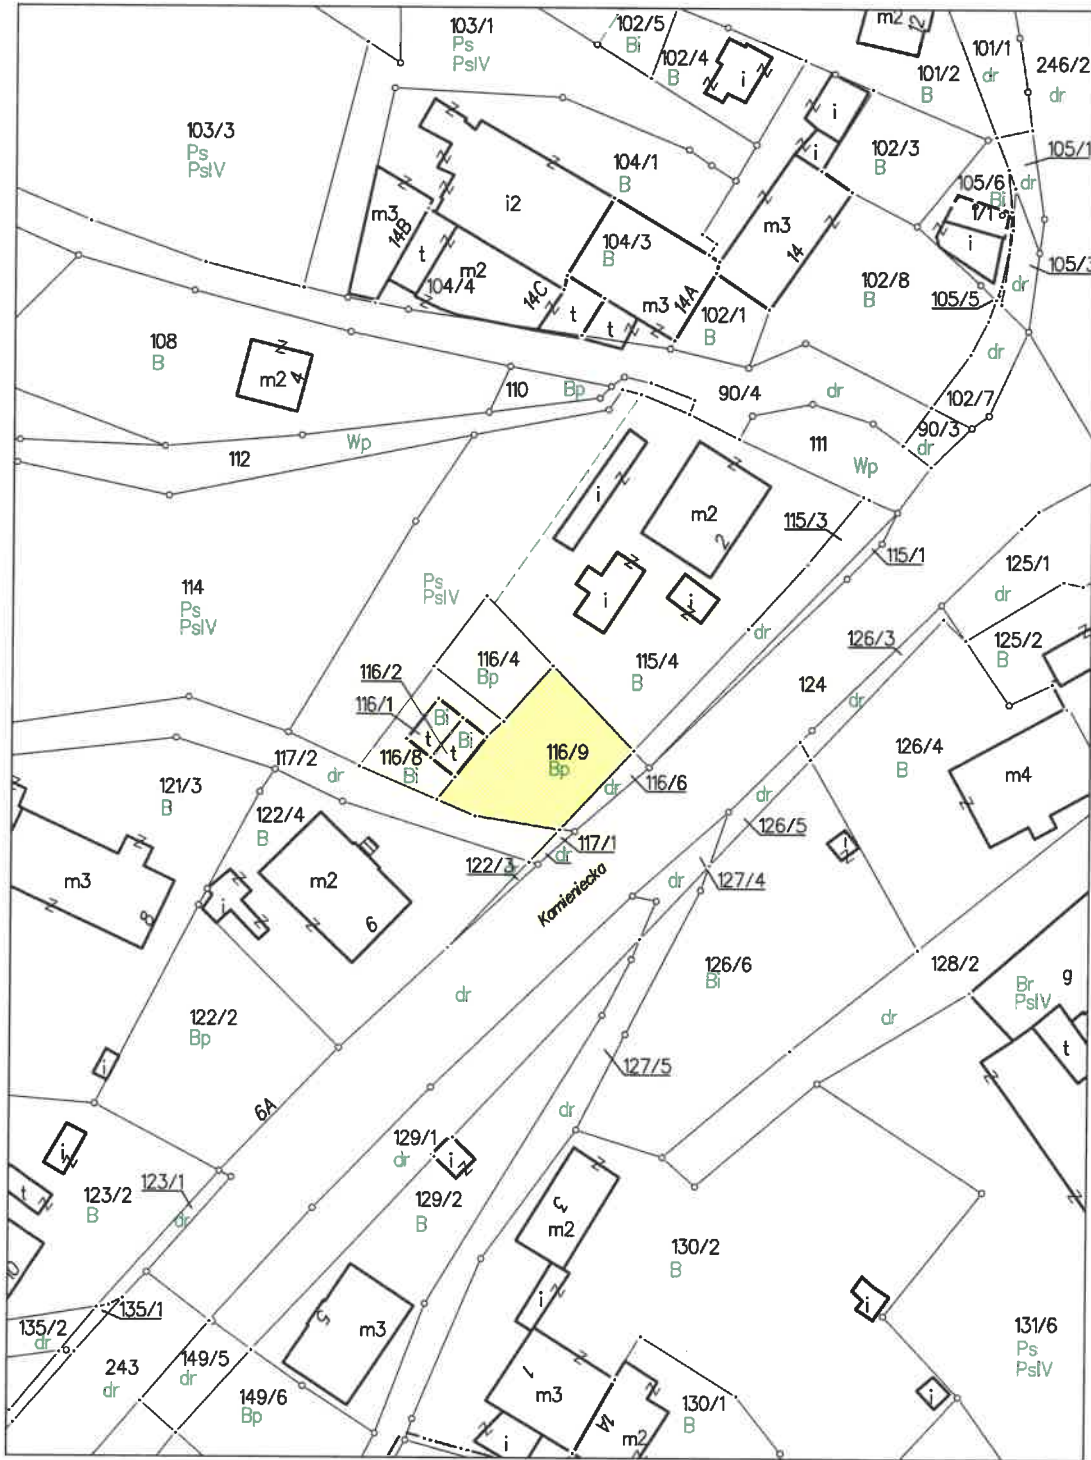 103/1
Ps
PsIV
102/5
Bi
102/4
B
i
m2
12
101/2
B
101/1
dr
246/2
dr
103/3
Ps
PsIV
104/1
B
i
i
102/3
B
105/1
dr
105/6
Bi
i
m3
14B
i2
t
m2
104/4
14C
104/3
B
m3
14
102/8
B
105/3
dr
105/5
t
t
m3
14A
102/1
B
dr
108
B
m2
4
110
Bp
90/4
dr
102/7
90/3
dr
112
Wp
111
Wp
i
m2
2
115/3
115/1
125/1
dr
114
Ps
PsIV
Ps
PsIV
i
i
dr
126/3
125/2
B
116/4
Bp
115/4
B
116/2
116/1
Bi
Bi
t
t
124
dr
116/8
Bi
116/9
Bp
117/2
dr
dr
116/6
126/4
B
m4
121/3
B
122/4
B
117/1
dr
126/5
122/3
i
m3
8
m2
6
i
Kamieniecka
dr
127/4
126/6
Bi
128/2
dr
Br
PsIV
g
t
dr
122/2
Bp
i
127/5
dr
6A
129/1
dr
i
i
t
123/2
B
123/1
dr
129/2
B
3
m2
130/2
B
10
i
i
135/1
135/2
dr
243
dr
149/5
dr
149/6
Bp
5
m3
1
m3
i
1A
m2
130/1
B
i
131/6
Ps
PsIV